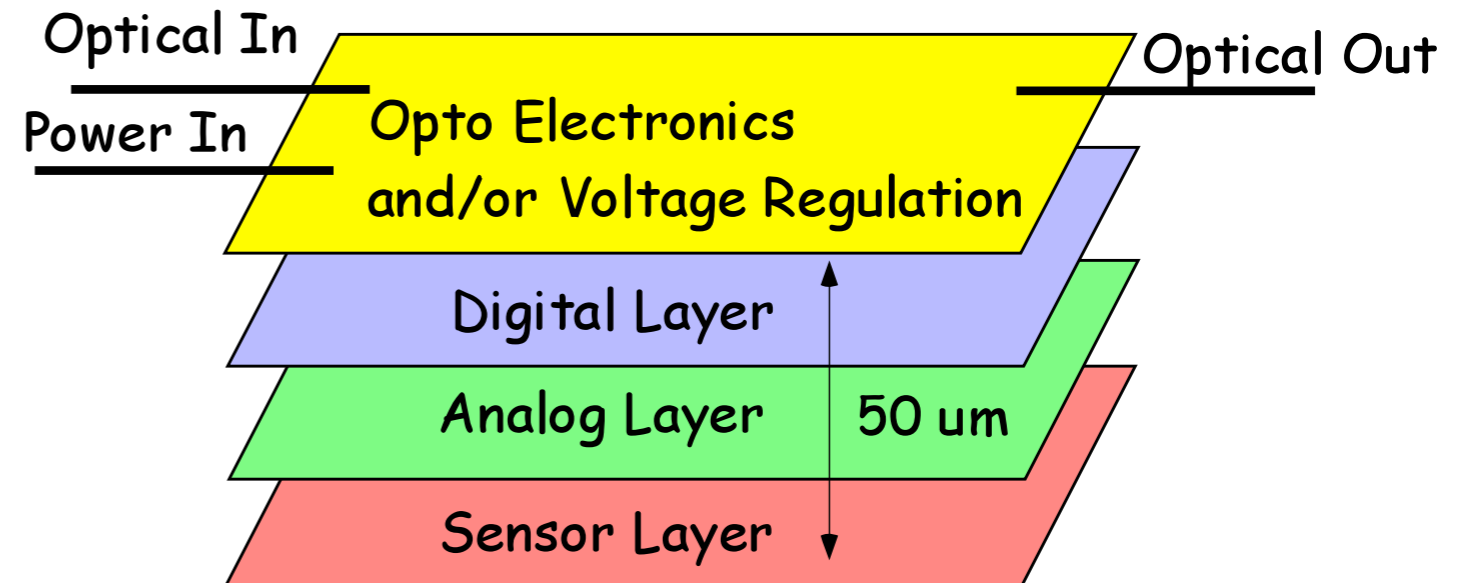 Optical In
Optical Out
Power In
Opto Electronics
and/or Voltage Regulation
Digital Layer
Analog Layer
50 um
Sensor Layer